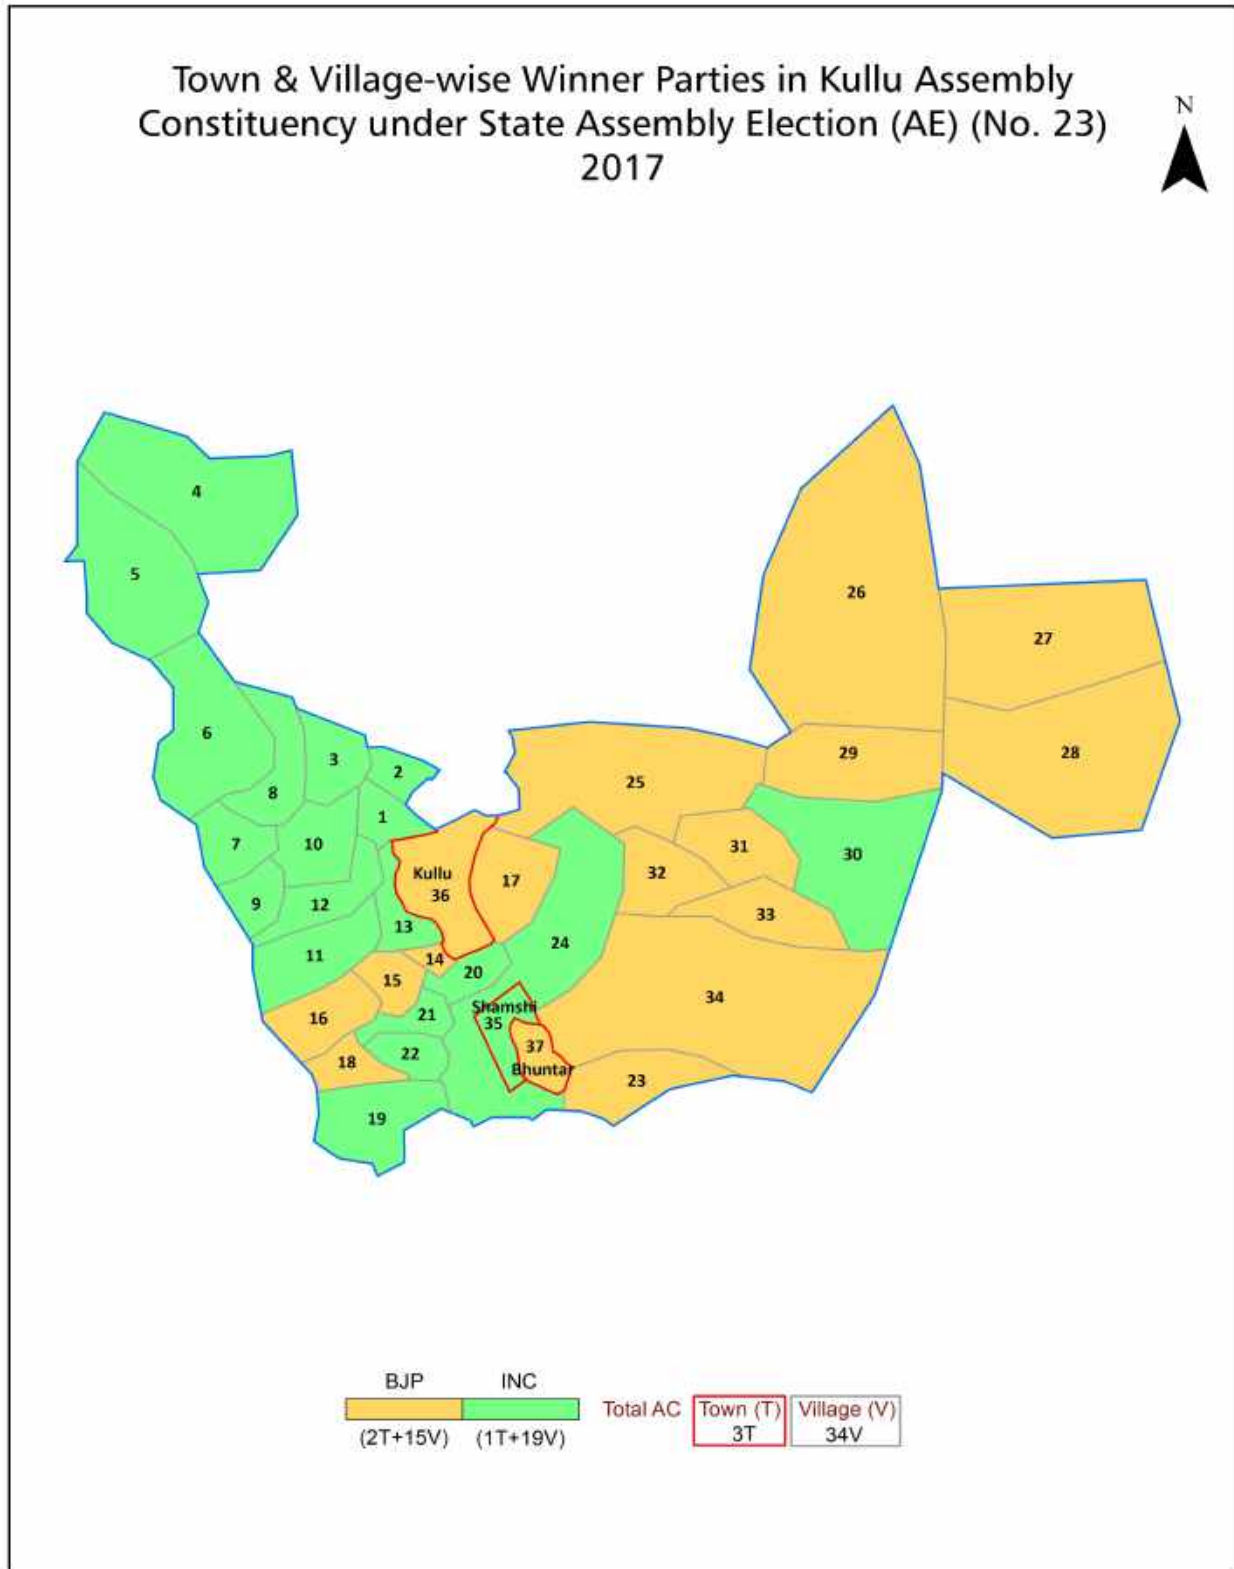 Town & Village-wise Winner Parties in Kullu Assembly
Constituency under State Assembly Election (AE) (No. 23)
2017
N
4
5
26
27
6
3
2
8
1
7
10
9
12
13
11
Kullu
36
17
25
29
28
31
30
32
33
24
14
20
15
16
21
Shamshi
35
34
22
18
37
Bhuntar
23
19
BJP INC
(2T+15V) (1T+19V)
Total AC
Town (T)
3T
Village (V)
34V